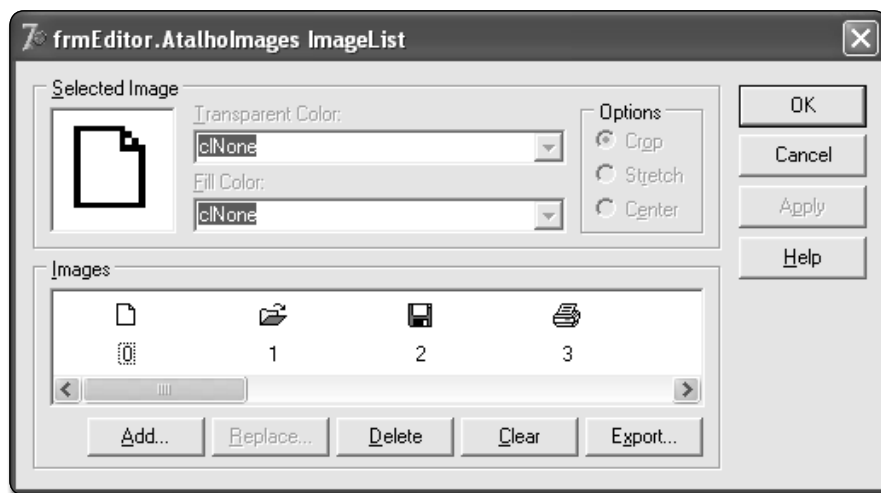 frmEditor.AtalhoImages ImageList
Selected Image
Transparent Color:
clNone
Fill Color:
clNone
Options
Crop
Stretch
Center
OK
Cancel
Apply
Help
Images
0 1 2 3
Add... Replace... Delete Clear Export...